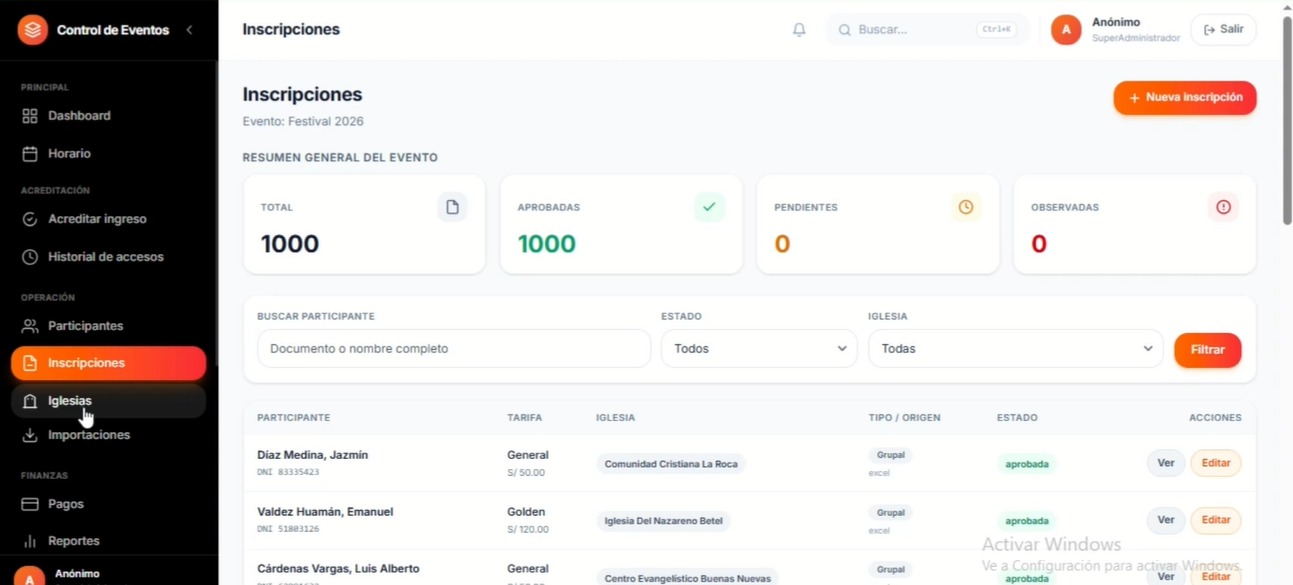 Control de Eventos
PRINCIPAL
Dashboard
Horario
ACREDITACIÓN
Acreditar ingreso
Historial de accesos
OPERACIÓN
Participantes
Inscripciones
Iglesias
Importaciones
FINANZAS
Pagos
Reportes
A
Anónimo
Inscripciones
Buscar...
Ctrl+K
A
Anónimo
SuperAdministrador
Salir
Inscripciones
Evento: Festival 2026
+ Nueva inscripción
RESUMEN GENERAL DEL EVENTO
TOTAL
1000
APROBADAS
1000
PENDIENTES
0
OBSERVADAS
0
BUSCAR PARTICIPANTE
Documento o nombre completo
ESTADO
Todos
IGLESIA
Todas
Filtrar
PARTICIPANTE TARIFA IGLESIA TIPO / ORIGEN ESTADO ACCIONES
Díaz Medina, Jazmín General Comunidad Cristiana La Roca Grupal aprobada Ver Editar
DNI 83335423 S/ 50.00 excel
Valdez Huamán, Emanuel Golden Iglesia Del Nazareno Betel Grupal aprobada Ver Editar
DNI 51803126 S/ 120.00 excel
Cárdenas Vargas, Luis Alberto General Centro Evangelístico Buenas Nuevas Grupal aprobada Ver Editar
Activar Windows
Ve a Configuración para activar Windows.